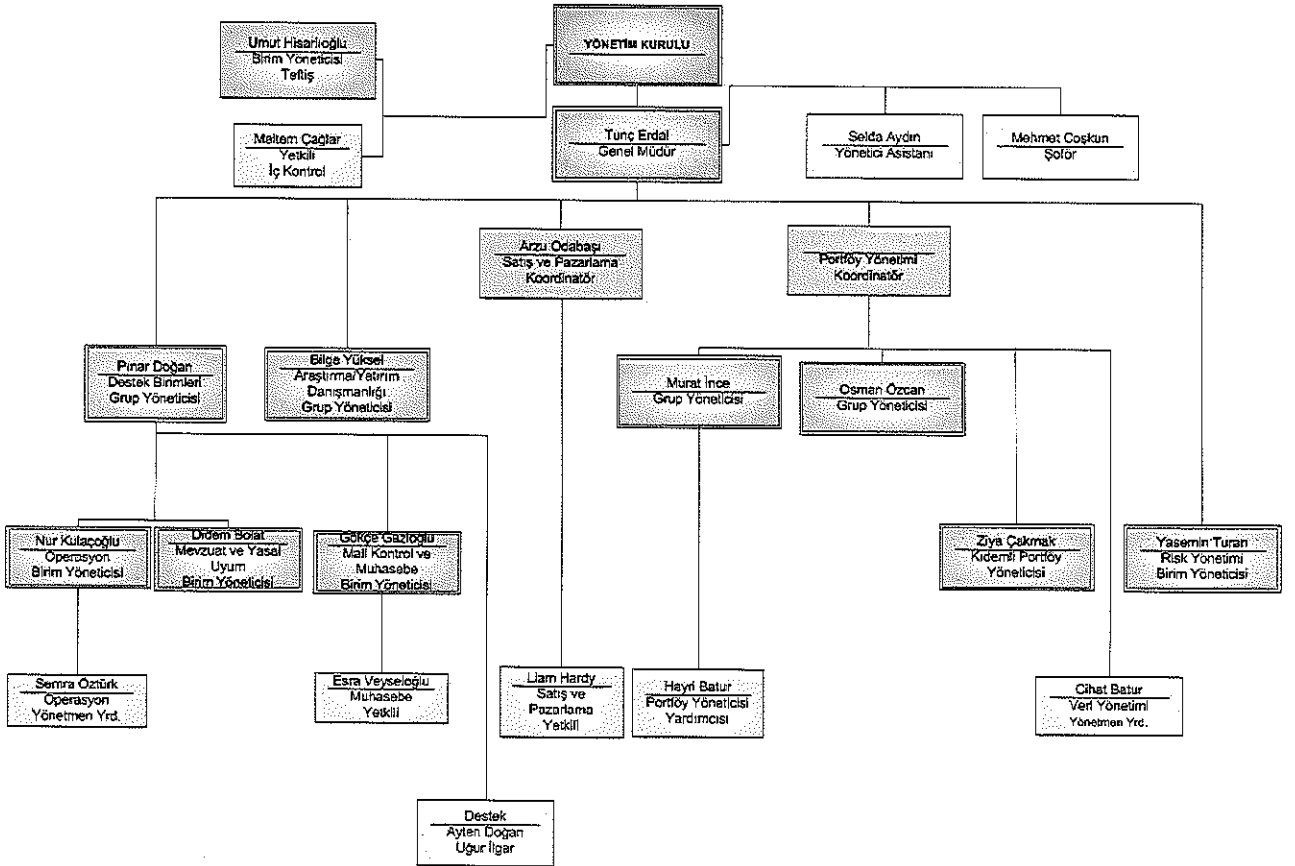 Umut Hisarlıoğlu
Birim Yöneticisi
Teftiş
YÖNETİM KURULU
Meltem Çağlar
Yetkili
İç Kontrol
Tunç Erdal
Genel Müdür
Selda Aydın
Yönetici Asistanı
Mehmet Coşkun
Şoför
Arzu Odabaşı
Satış ve Pazarlama
Koordinatör
Portföy Yönetimi
Koordinatör
Pınar Doğan
Destek Birimleri
Grup Yöneticisi
Bilge Yüksel
Araştırma/Yatırım
Danışmanlığı
Grup Yöneticisi
Murat İnce
Grup Yöneticisi
Osman Özcan
Grup Yöneticisi
Nur Kulaçoğlu
Operasyon
Birim Yöneticisi
Didem Bolat
Mevzuat ve Yasal
Uyum
Birim Yöneticisi
Gökçe Gazioğlu
Mali Kontrol ve
Muhasebe
Birim Yöneticisi
Ziya Çakmak
Kıdemli Portföy
Yöneticisi
Yasemin Turan
Risk Yönetimi
Birim Yöneticisi
Semra Öztürk
Operasyon
Yönetmen Yrd.
Esra Veyseloğlu
Muhasebe
Yetkili
Liam Hardy
Satış ve
Pazarlama
Yetkili
Hayri Batur
Portföy Yöneticisi
Yardımcısı
Cihat Batur
Veri Yönetimi
Yönetmen Yrd.
Destek
Ayten Doğan
Uğur İlgar